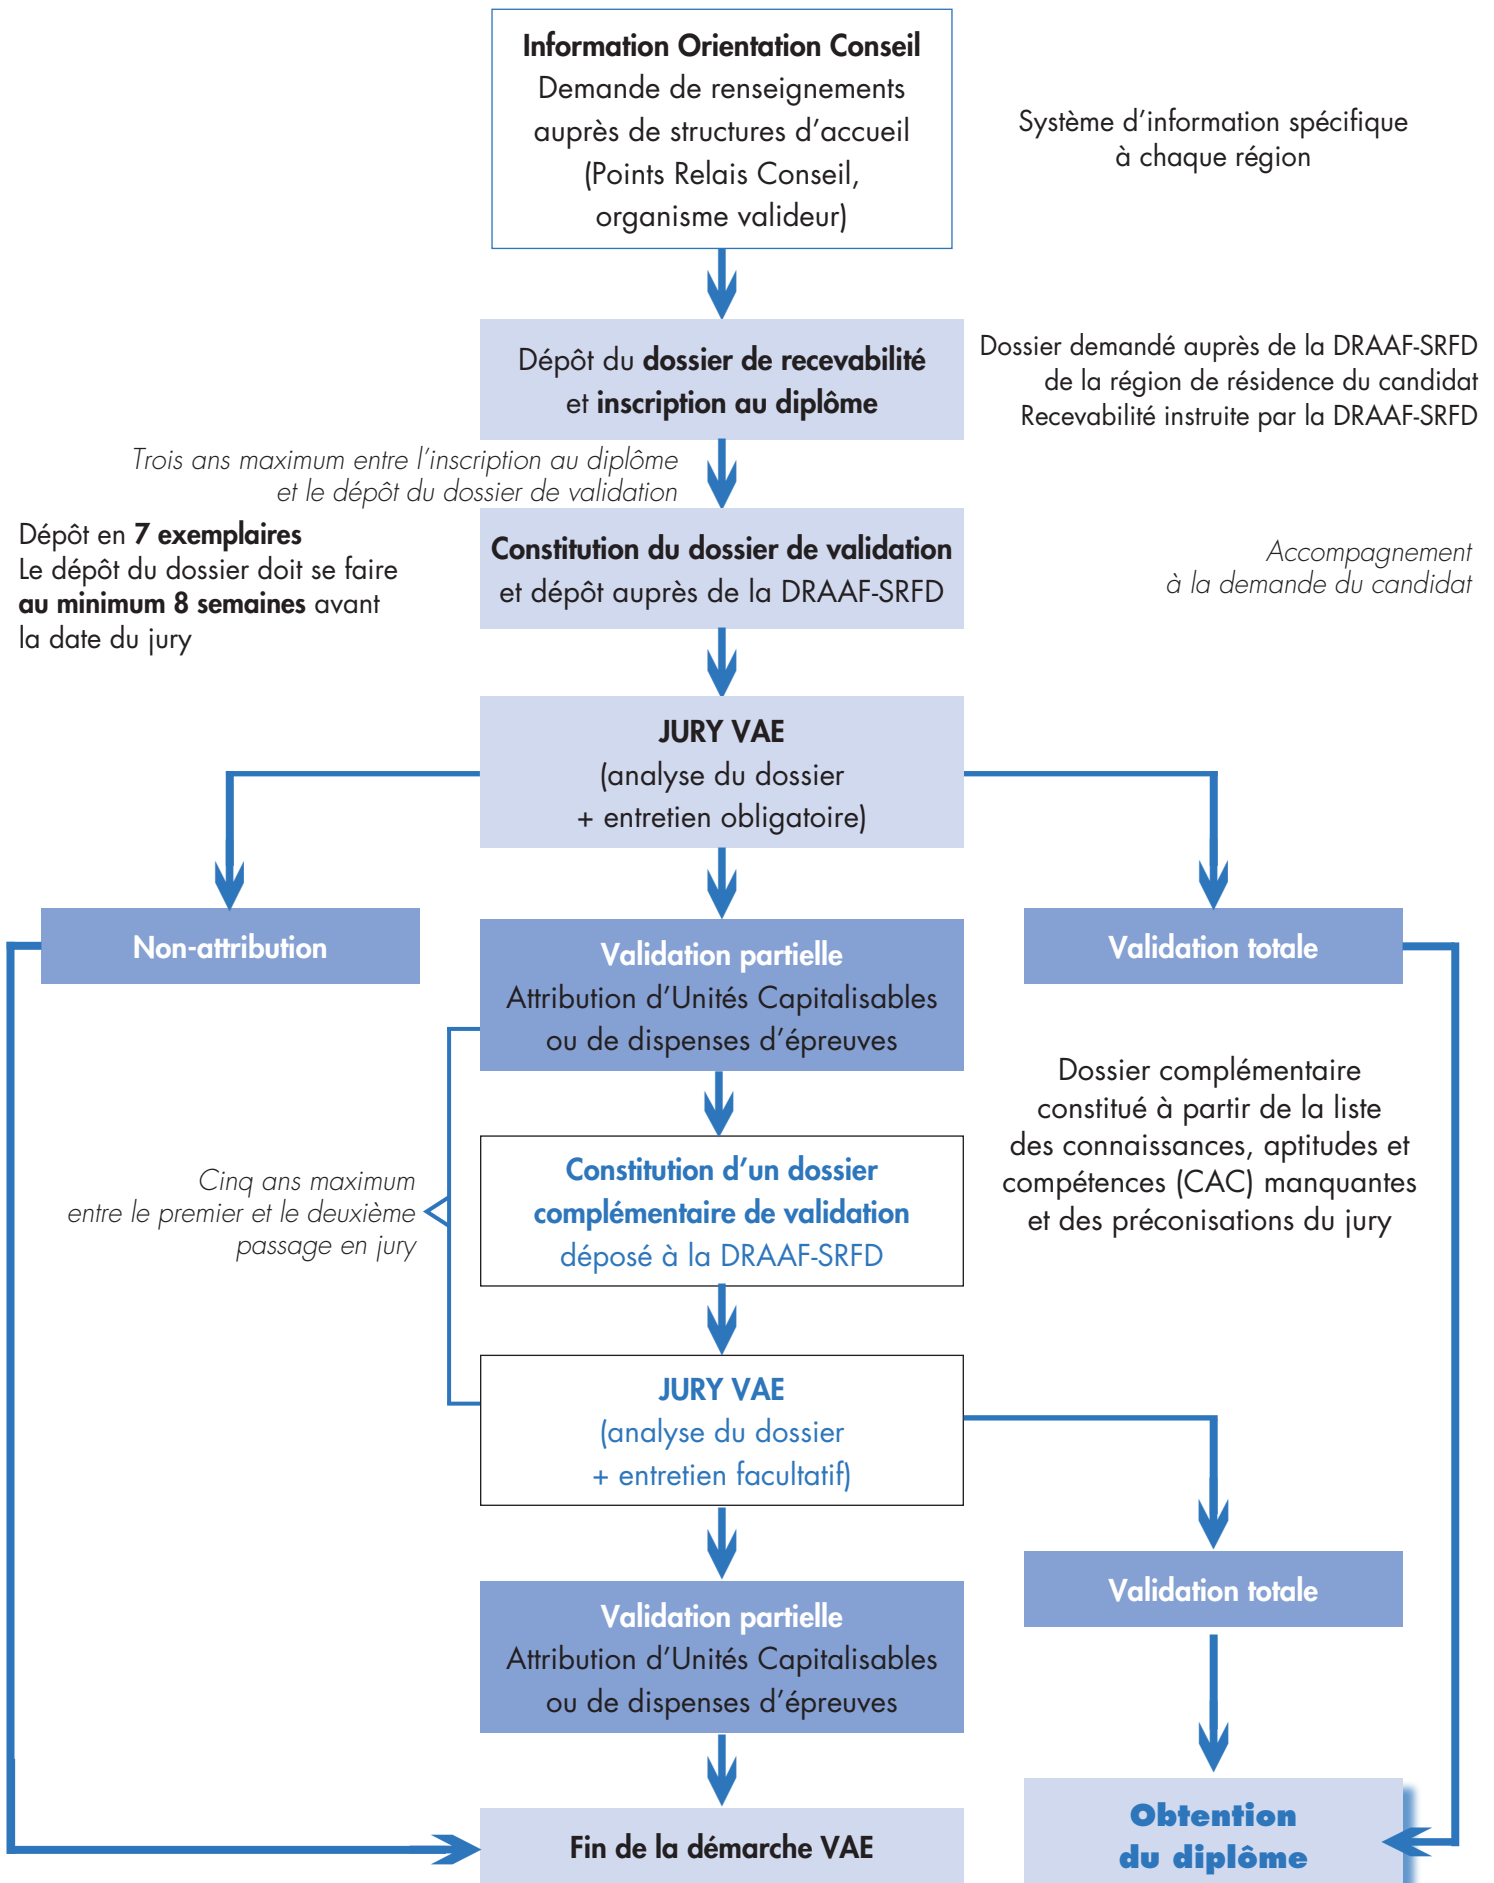 Information Orientation Conseil
Demande de renseignements
auprès de structures d'accueil
(Points Relais Conseil,
organisme valideur)
Système d'information spécifique
à chaque région
Dépôt du dossier de recevabilité
et inscription au diplôme
Dossier demandé auprès de la DRAAF-SRFD
de la région de résidence du candidat
Recevabilité instruite par la DRAAF-SRFD
Trois ans maximum entre l'inscription au diplôme
et le dépôt du dossier de validation
Dépôt en 7 exemplaires
Le dépôt du dossier doit se faire
au minimum 8 semaines avant
la date du jury
Constitution du dossier de validation
et dépôt auprès de la DRAAF-SRFD
Accompagnement
à la demande du candidat
JURY VAE
(analyse du dossier
+ entretien obligatoire)
Non-attribution
Validation partielle
Attribution d'Unités Capitalisables
ou de dispenses d'épreuves
Validation totale
Cinq ans maximum
entre le premier et le deuxième
passage en jury
Constitution d'un dossier
complémentaire de validation
déposé à la DRAAF-SRFD
Dossier complémentaire
constitué à partir de la liste
des connaissances, aptitudes et
compétences (CAC) manquantes
et des préconisations du jury
JURY VAE
(analyse du dossier
+ entretien facultatif)
Validation totale
Validation partielle
Attribution d'Unités Capitalisables
ou de dispenses d'épreuves
Fin de la démarche VAE
Obtention
du diplôme